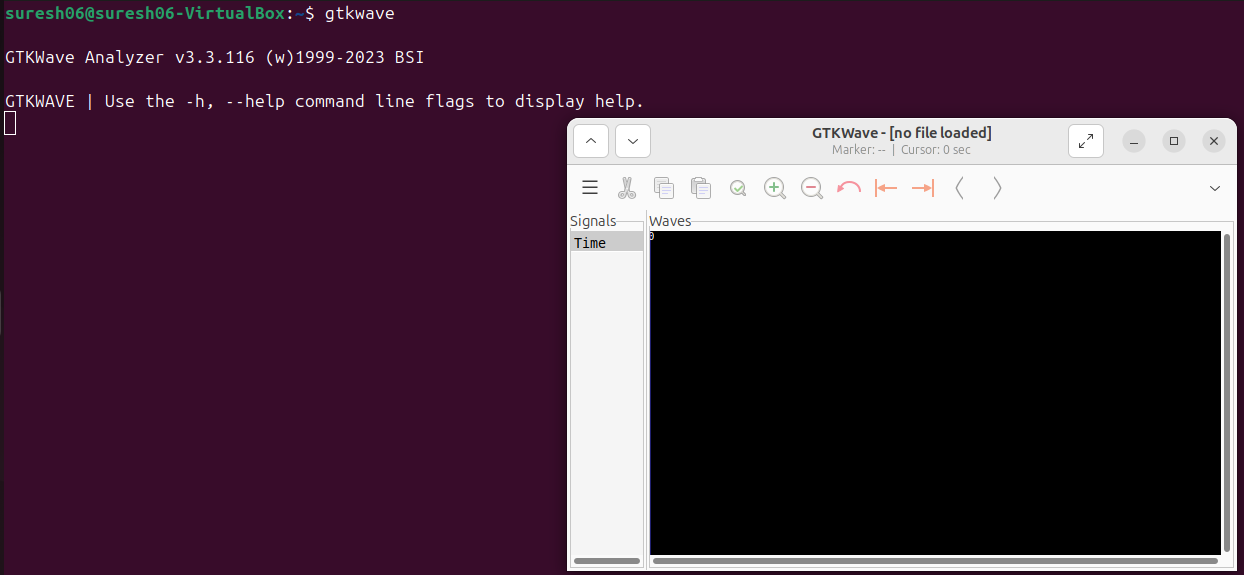 suresh06@suresh06-VirtualBox:~$ gtkwave
GTKWave Analyzer v3.3.116 (w)1999-2023 BSI
GTKWAVE | Use the -h, --help command line flags to display help.
GTKWave - [no file loaded]
Marker: -- | Cursor: 0 sec
Signals
Waves
Time
0